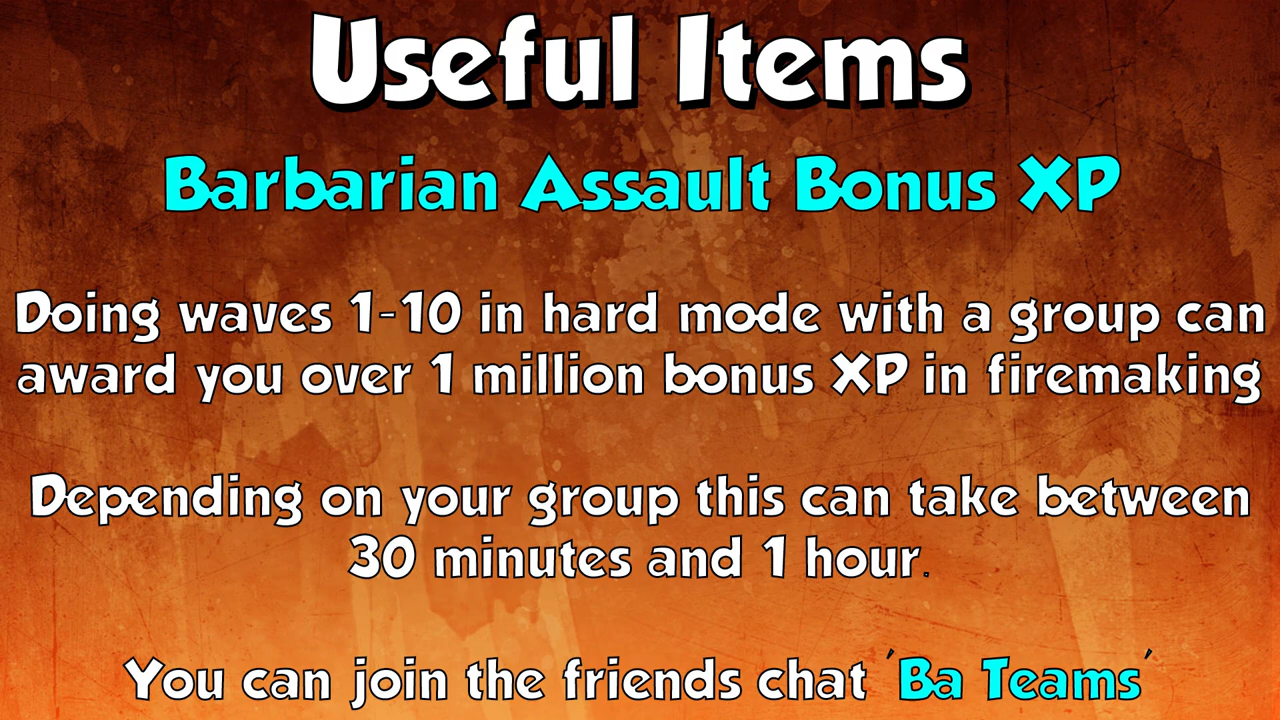 Useful Items
Barbarian Assault Bonus XP
Doing waves 1-10 in hard mode with a group can
award you over 1 million bonus XP in firemaking
Depending on your group this can take between
30 minutes and 1 hour.
You can join the friends chat 'Ba Teams'